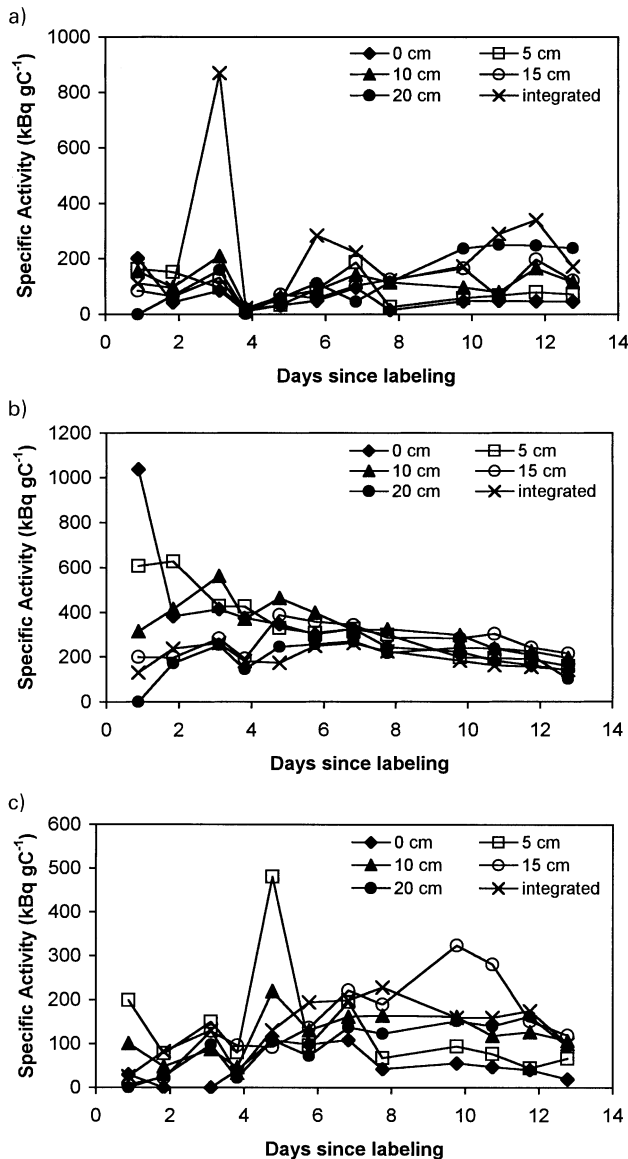 a)
1000
800
600
400
200
0
Specific Activity (kBq gC⁻¹)
0 cm
5 cm
10 cm
15 cm
20 cm
integrated
0 2 4 6 8 10 12 14
Days since labeling
b)
1200
1000
800
600
400
200
0
Specific Activity (kBq gC⁻¹)
0 cm
5 cm
10 cm
15 cm
20 cm
integrated
0 2 4 6 8 10 12 14
Days since labeling
c)
600
500
400
300
200
100
0
Specific Activity (kBq gC⁻¹)
0 cm
5 cm
10 cm
15 cm
20 cm
integrated
0 2 4 6 8 10 12 14
Days since labeling